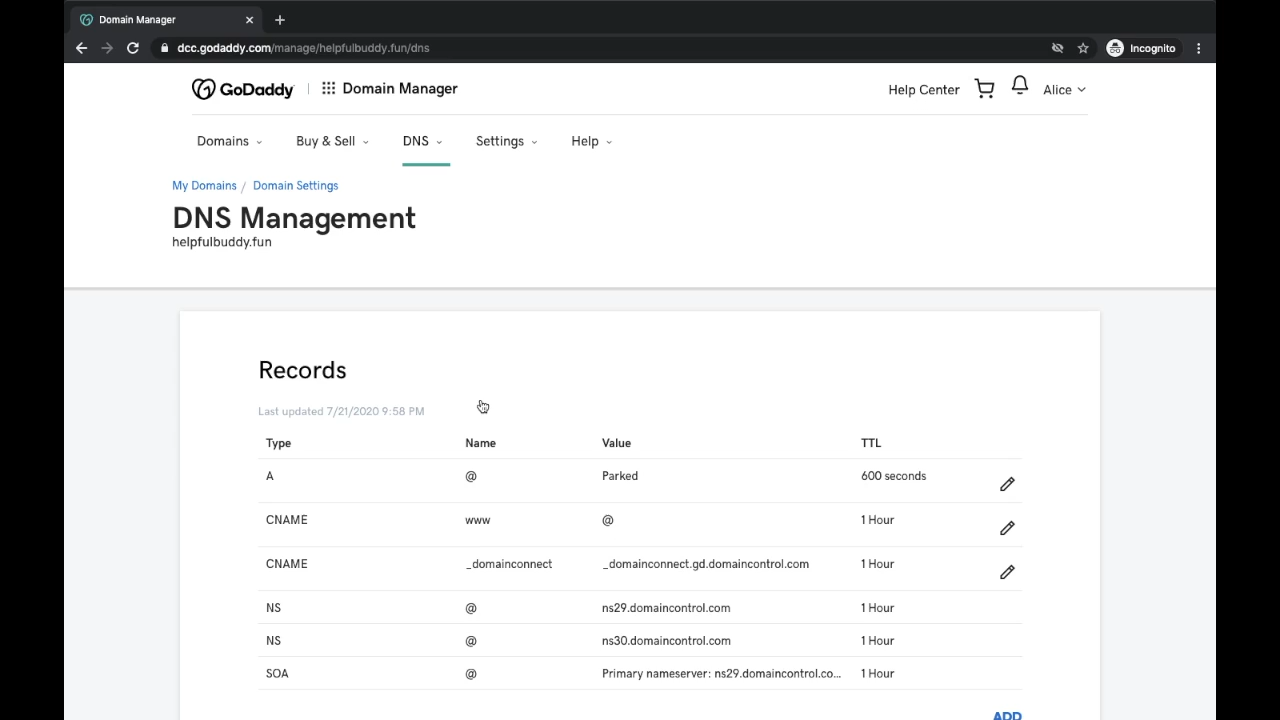 Domain Manager
dcc.godaddy.com/manage/helpfulbuddy.fun/dns
Incognito
GoDaddy
Domain Manager
Help Center
Alice
Domains
Buy & Sell
DNS
Settings
Help
My Domains / Domain Settings
DNS Management
helpfulbuddy.fun
Records
Last updated 7/21/2020 9:58 PM
Type Name Value TTL
A @ Parked 600 seconds
CNAME www @ 1 Hour
CNAME _domainconnect _domainconnect.gd.domaincontrol.com 1 Hour
NS @ ns29.domaincontrol.com 1 Hour
NS @ ns30.domaincontrol.com 1 Hour
SOA @ Primary nameserver: ns29.domaincontrol.co... 1 Hour
ADD